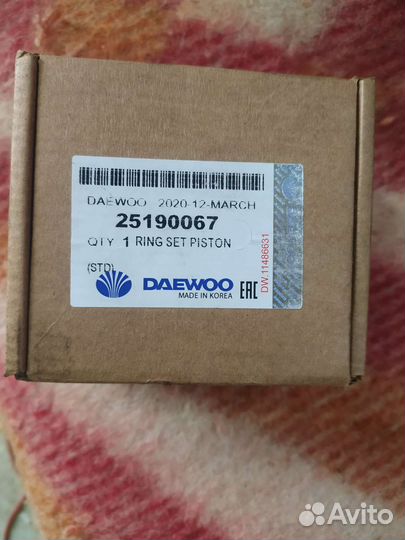 DAEWOO 2020-12-MARCH
25190067
QTY 1 RING SET PISTON
(STD)
DAEWOO
MADE IN KOREA
EAC
DW 11486631
Avito